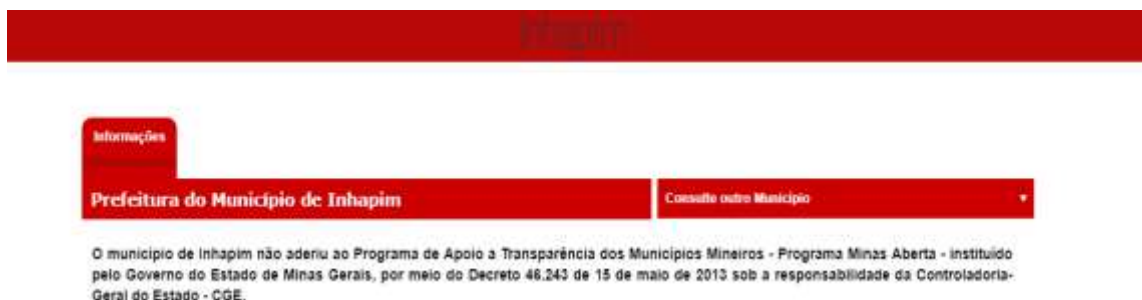 Inhapim
Informações
Prefeitura do Município de Inhapim
Consulte outro Município
O município de Inhapim não aderiu ao Programa de Apoio a Transparência dos Municípios Mineiros - Programa Minas Aberta - instituído
pelo Governo do Estado de Minas Gerais, por meio do Decreto 46.243 de 15 de maio de 2013 sob a responsabilidade da Controladoria-
Geral do Estado - CGE.